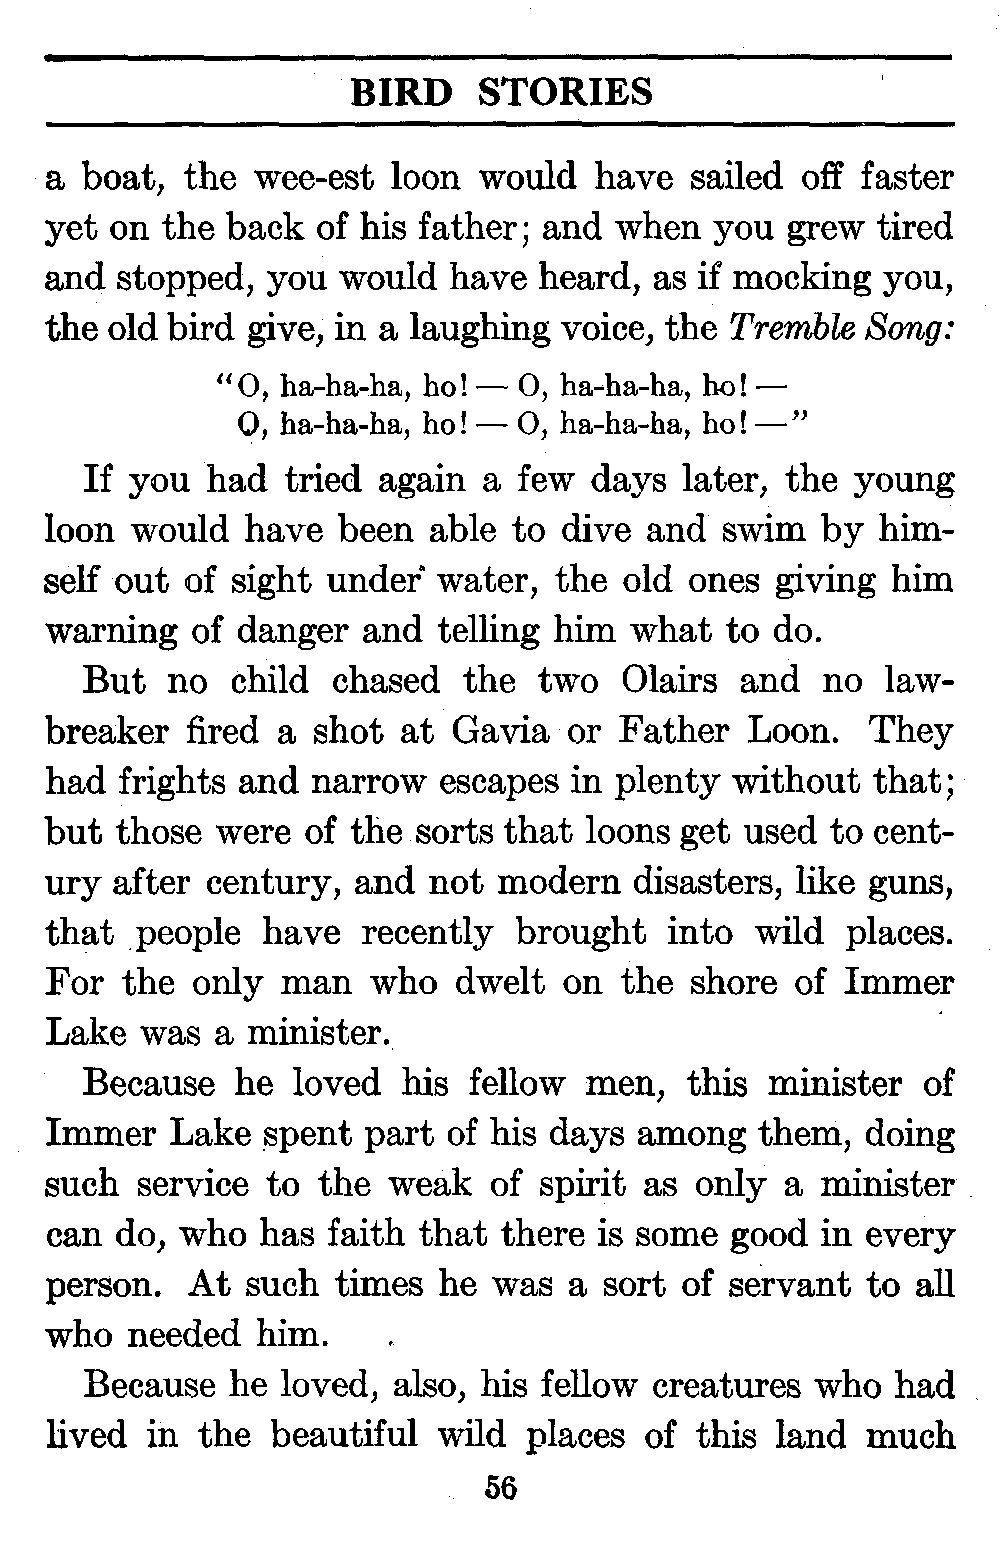 BIRD STORIES
a boat, the wee-est loon would have sailed off faster
yet on the back of his father; and when you grew tired
and stopped, you would have heard, as if mocking you,
the old bird give, in a laughing voice, the Tremble Song:
“O, ha-ha-ha, ho! — O, ha-ha-ha, ho! —
O, ha-ha-ha, ho! — O, ha-ha-ha, ho! —”
If you had tried again a few days later, the young
loon would have been able to dive and swim by him-
self out of sight under water, the old ones giving him
warning of danger and telling him what to do.
But no child chased the two Olairs and no law-
breaker fired a shot at Gavia or Father Loon. They
had frights and narrow escapes in plenty without that;
but those were of the sorts that loons get used to cent-
ury after century, and not modern disasters, like guns,
that people have recently brought into wild places.
For the only man who dwelt on the shore of Immer
Lake was a minister.
Because he loved his fellow men, this minister of
Immer Lake spent part of his days among them, doing
such service to the weak of spirit as only a minister
can do, who has faith that there is some good in every
person. At such times he was a sort of servant to all
who needed him.
Because he loved, also, his fellow creatures who had
lived in the beautiful wild places of this land much
56